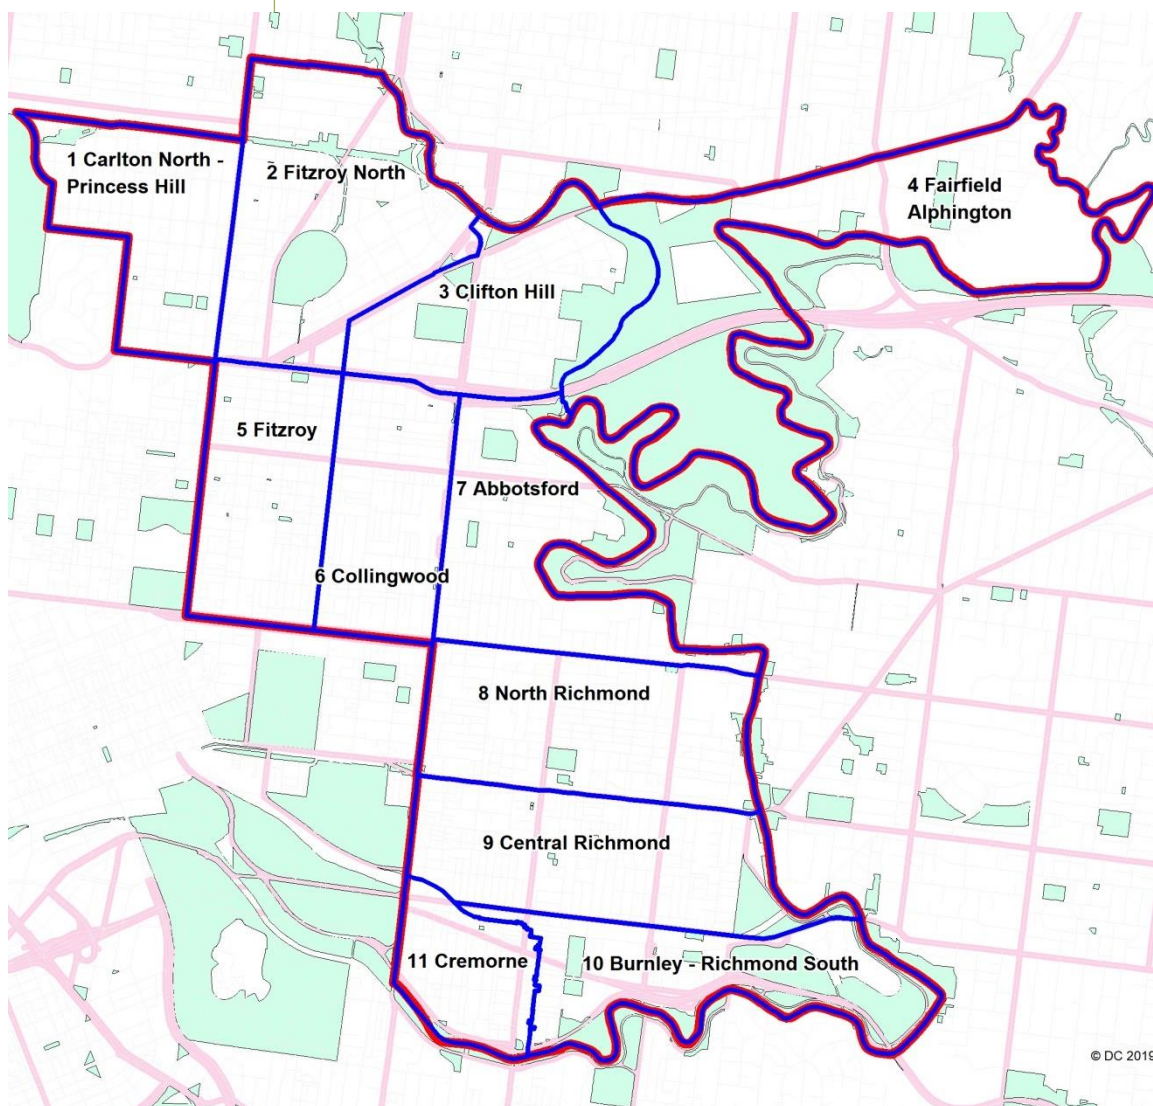 1 Carlton North -
Princess Hill
2 Fitzroy North
4 Fairfield
Alphington
3 Clifton Hill
5 Fitzroy
7 Abbotsford
6 Collingwood
8 North Richmond
9 Central Richmond
11 Cremorne
10 Burnley - Richmond South
© DC 2019